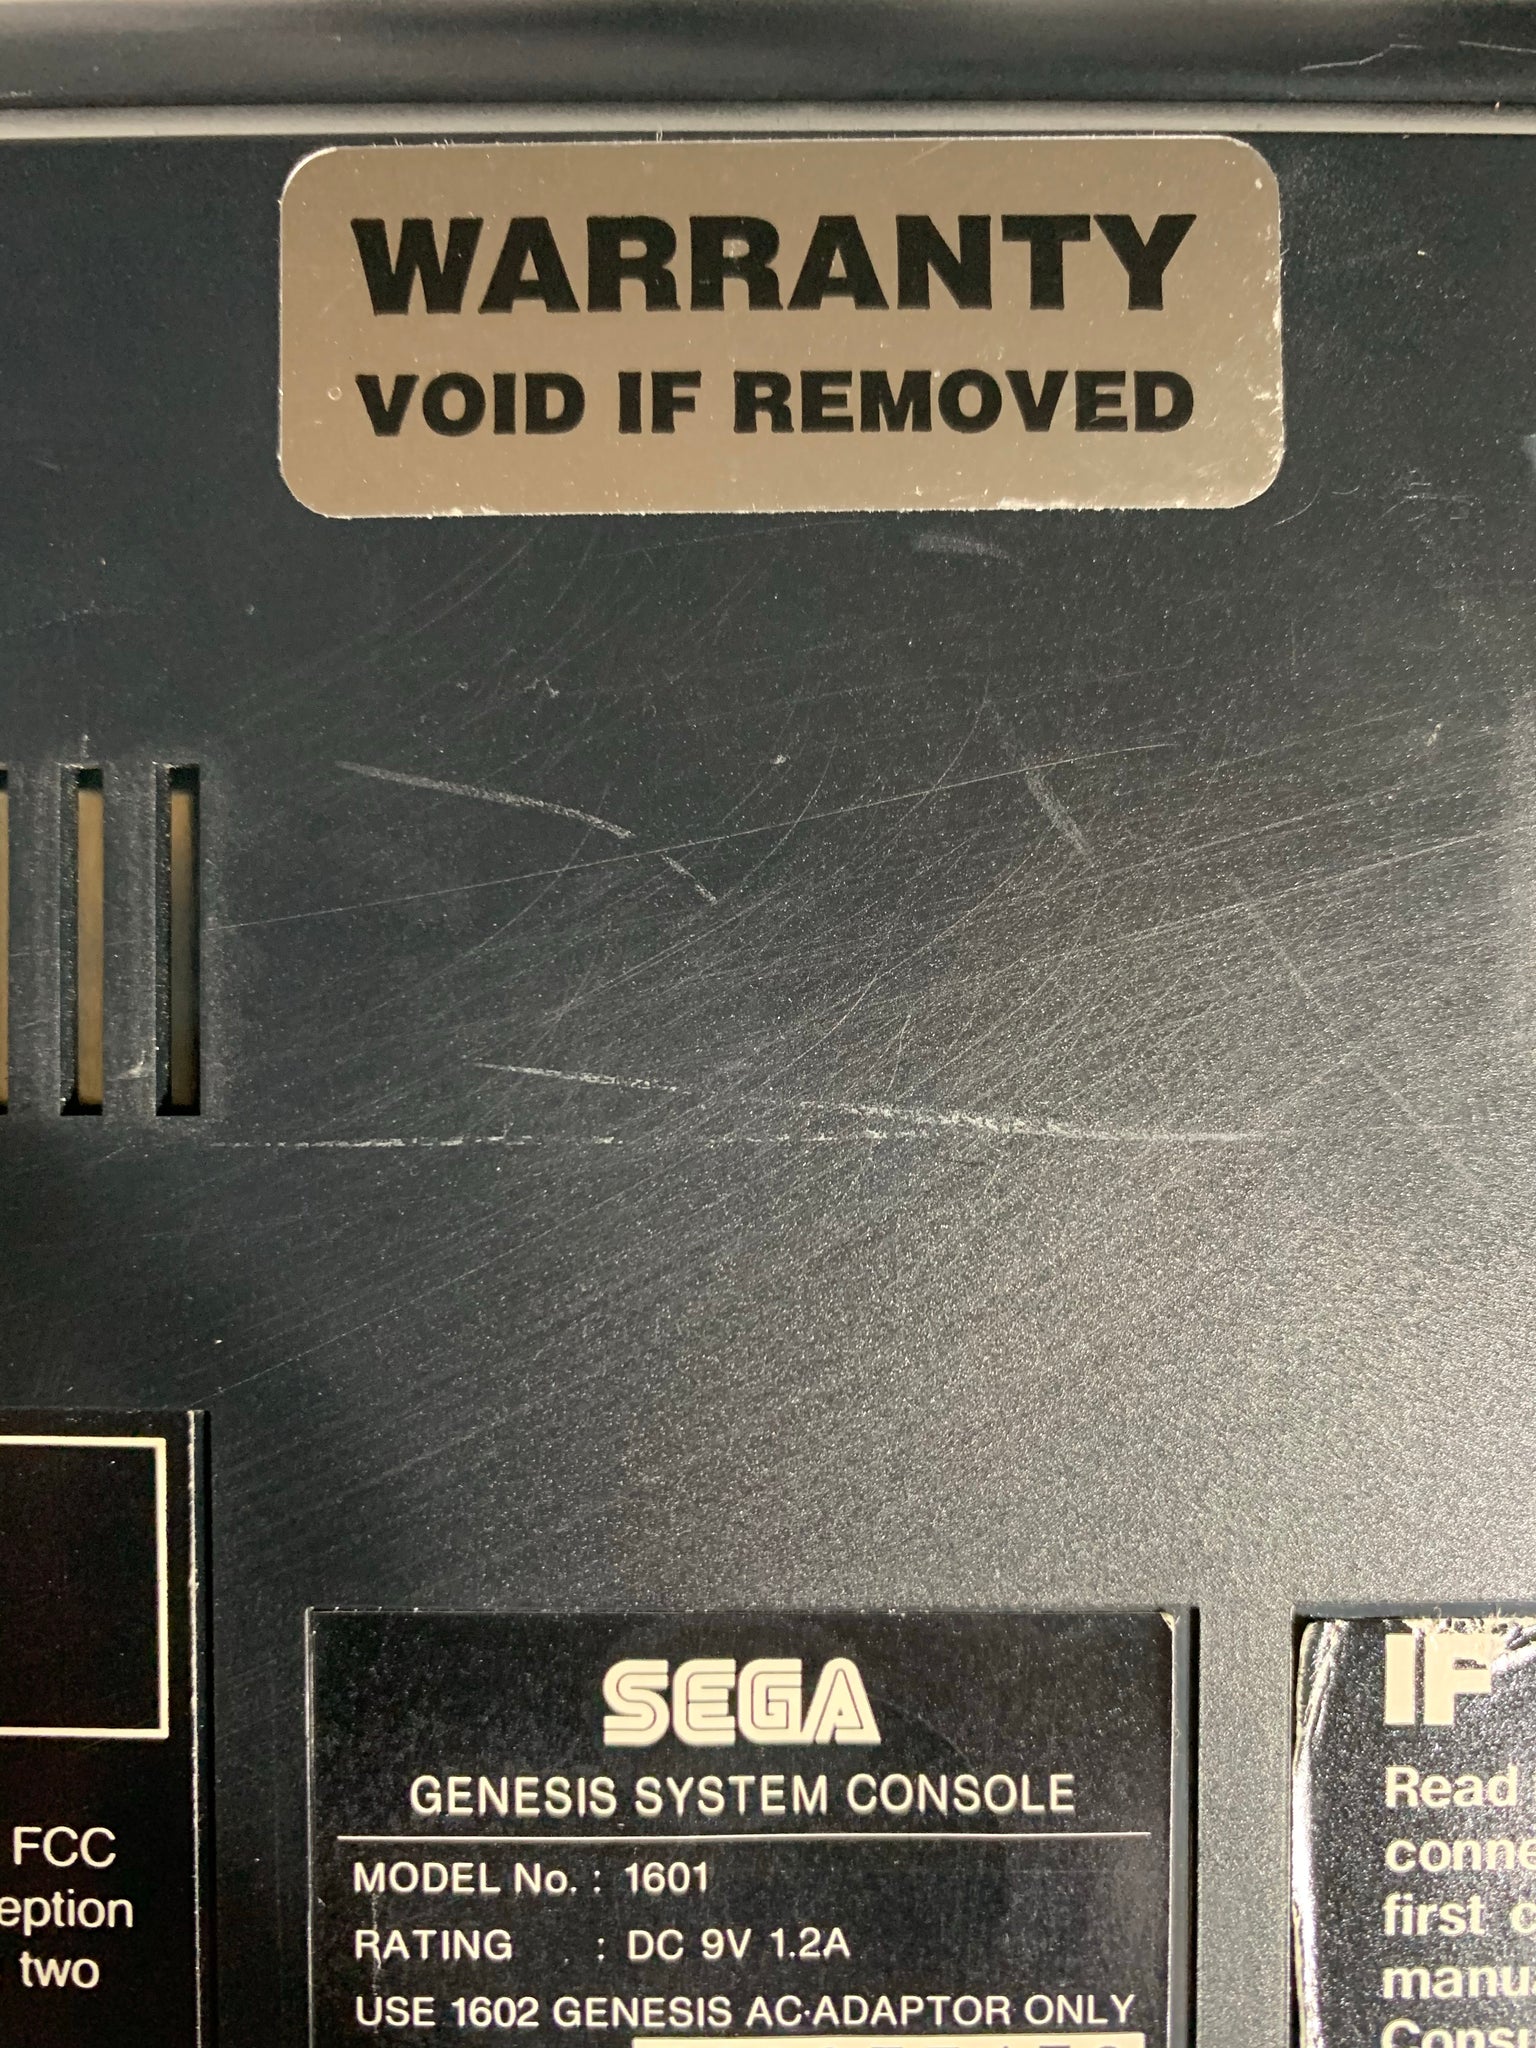 WARRANTY
VOID IF REMOVED
FCC
eption
two
SEGA
GENESIS SYSTEM CONSOLE
MODEL No. : 1601
RATING : DC 9V 1.2A
USE 1602 GENESIS AC·ADAPTOR ONLY
IF
Read
conne
first o
manu
Consu